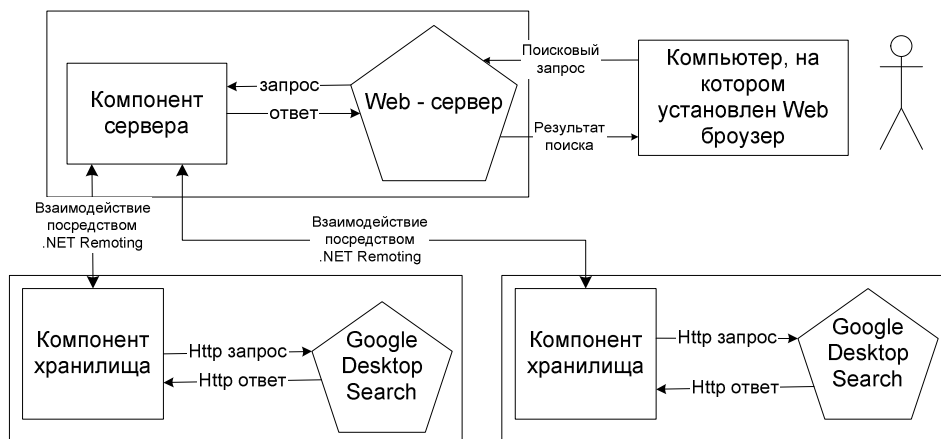 Поисковый
запрос
Компьютер, на
котором
установлен Web
броузер
запрос
Компонент
сервера
Web - сервер
ответ
Результат
поиска
Взаимодействие
посредством
.NET Remoting
Взаимодействие
посредством
.NET Remoting
Компонент
хранилища
Http запрос
Http ответ
Google
Desktop
Search
Компонент
хранилища
Http запрос
Http ответ
Google
Desktop
Search